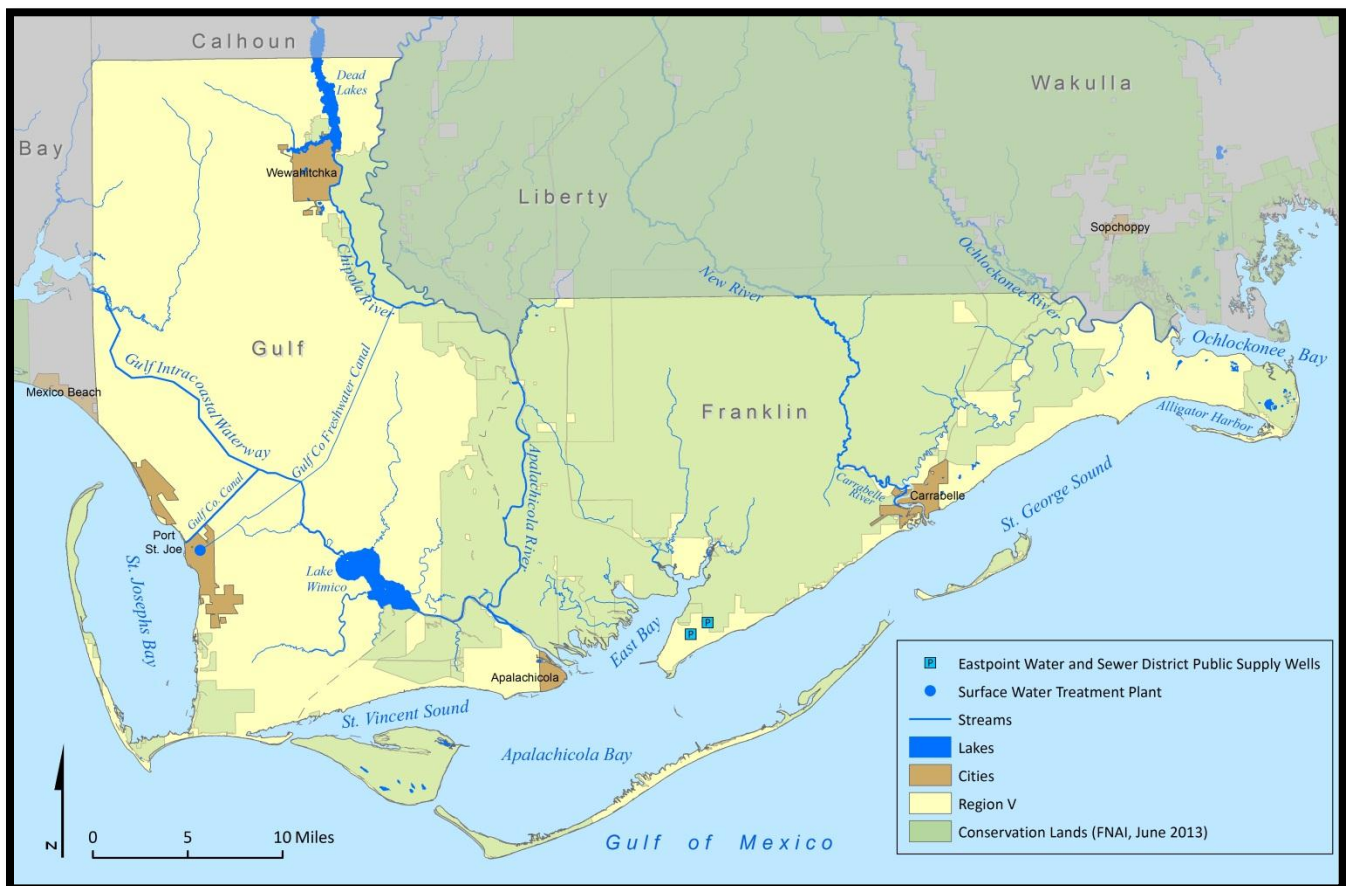 Calhoun
Dead
Lakes
Wakulla
Bay
Wewahitchka
Liberty
Sopchoppy
Chipola River
New River
Ochlockonee River
Ochlockonee Bay
Gulf
Gulf Intracoastal Waterway
Gulf Co Freshwater Canal
Mexico Beach
Franklin
Alligator Harbor
Apalachicola River
Gulf Co. Canal
Carrabelle
River
Carrabelle
St. George Sound
Port
St. Joe
St. Josephs Bay
Lake
Wimico
East Bay
P
P
Apalachicola
St. Vincent Sound
Apalachicola Bay
Gulf of Mexico
P Eastpoint Water and Sewer District Public Supply Wells
Surface Water Treatment Plant
Streams
Lakes
Cities
Region V
Conservation Lands (FNAI, June 2013)
N
0 5 10 Miles